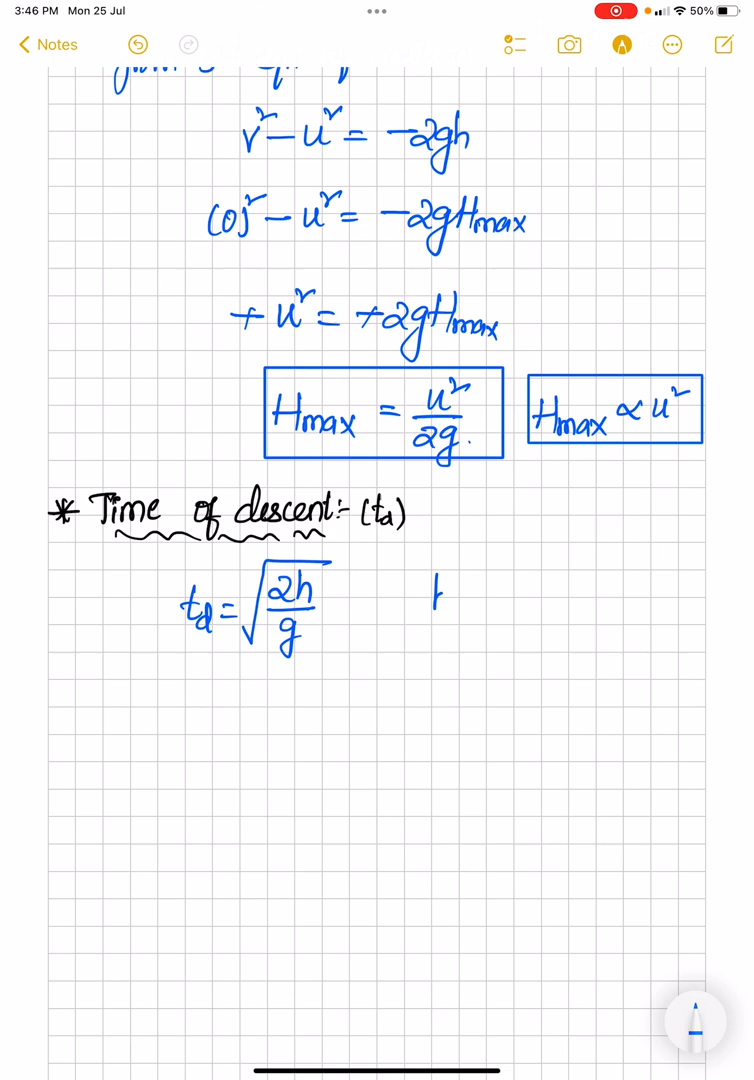 3:46 PM Mon 25 Jul 50%
Notes
v² - u² = -2gh
(0)² - u² = -2gHmax
+ u² = +2gHmax
Hmax = u²/2g. Hmax ∝ u²
* Time of descent:- (td)
td = √(2h/g)